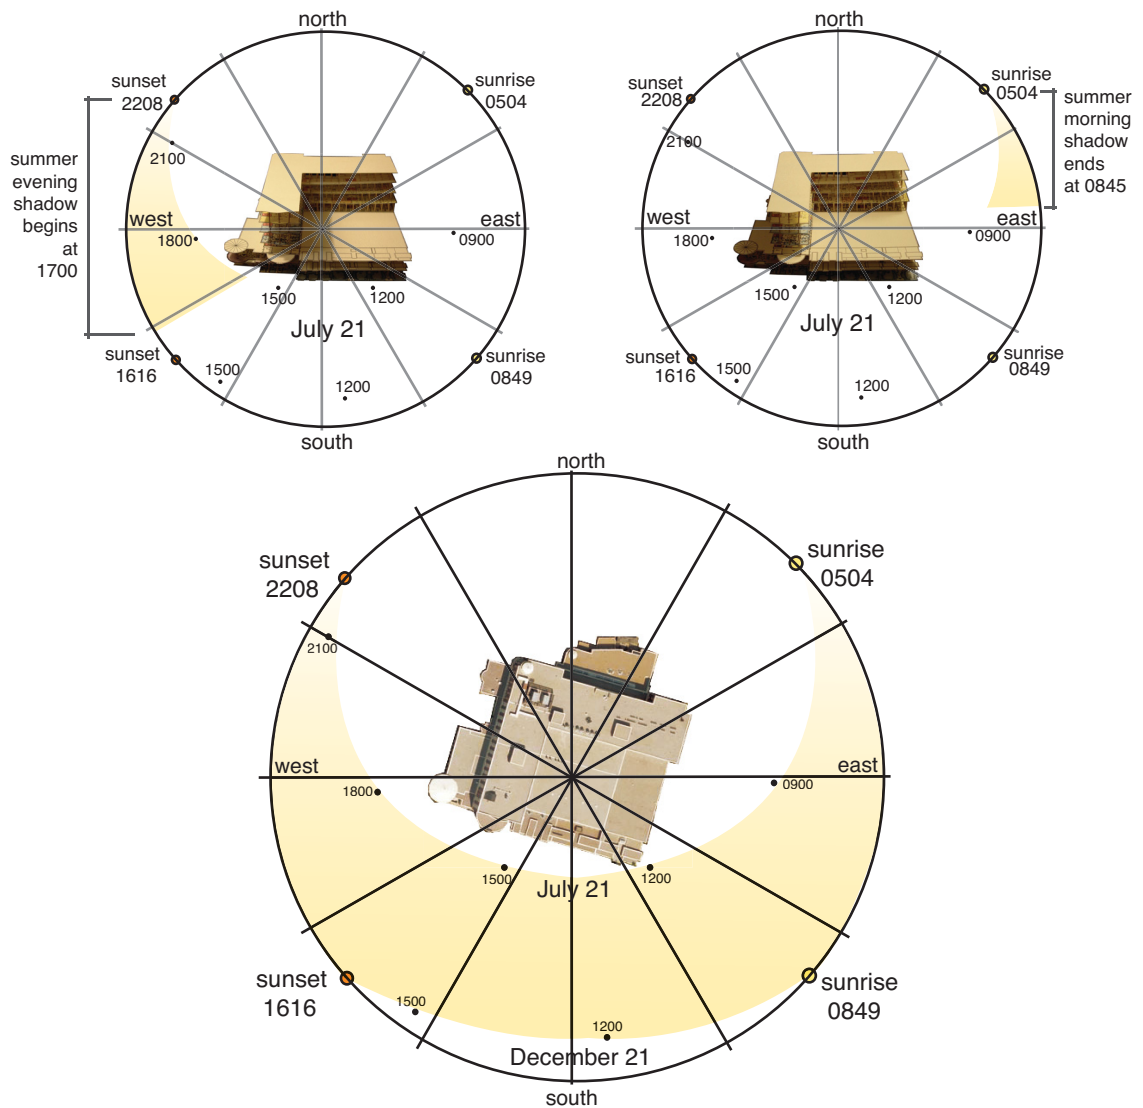 north
sunset
2208
sunrise
0504
2100
summer
evening
shadow
begins
at
1700
west
east
1800
0900
1500
1200
July 21
sunset
1616
sunrise
0849
1500
1200
south
north
sunset
2208
sunrise
0504
2100
summer
morning
shadow
ends
at 0845
west
east
1800
0900
1500
1200
July 21
sunset
1616
sunrise
0849
1500
1200
south
north
sunset
2208
sunrise
0504
2100
west
east
1800
0900
1500
1200
July 21
sunset
1616
sunrise
0849
1500
1200
December 21
south